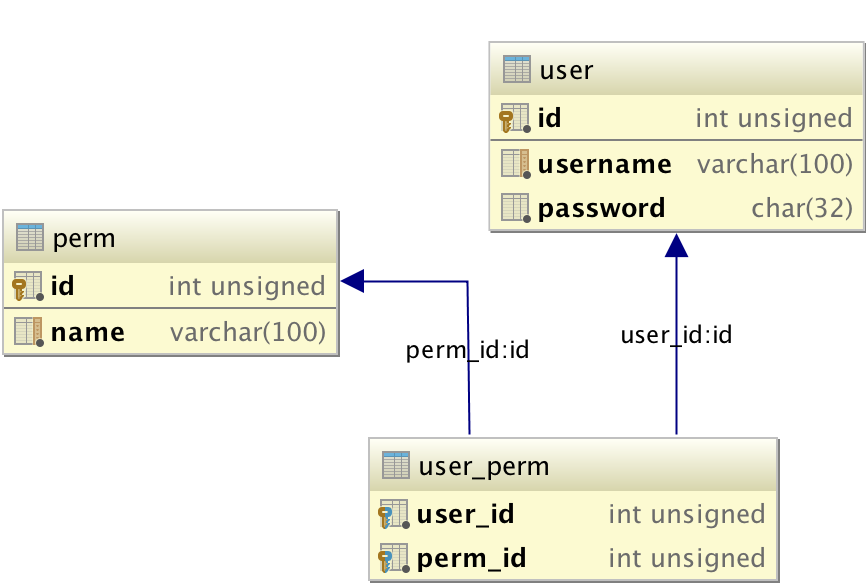 user
id int unsigned
username varchar(100)
password char(32)
perm
id int unsigned
name varchar(100)
perm_id:id
user_id:id
user_perm
user_id int unsigned
perm_id int unsigned